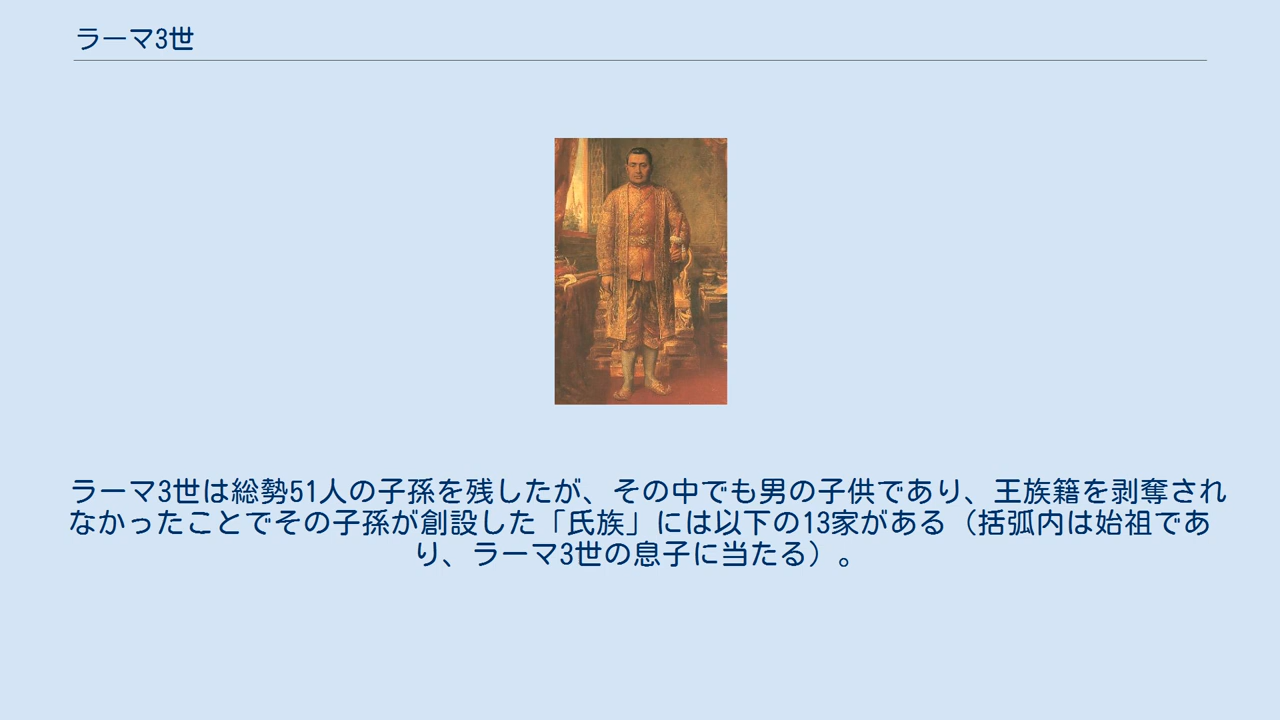 ラーマ3世
ラーマ3世は総勢51人の子孫を残したが、その中でも男の子供であり、王族籍を剥奪され
なかったことでその子孫が創設した「氏族」には以下の13家がある（括弧内は始祖であ
り、ラーマ3世の息子に当たる）。